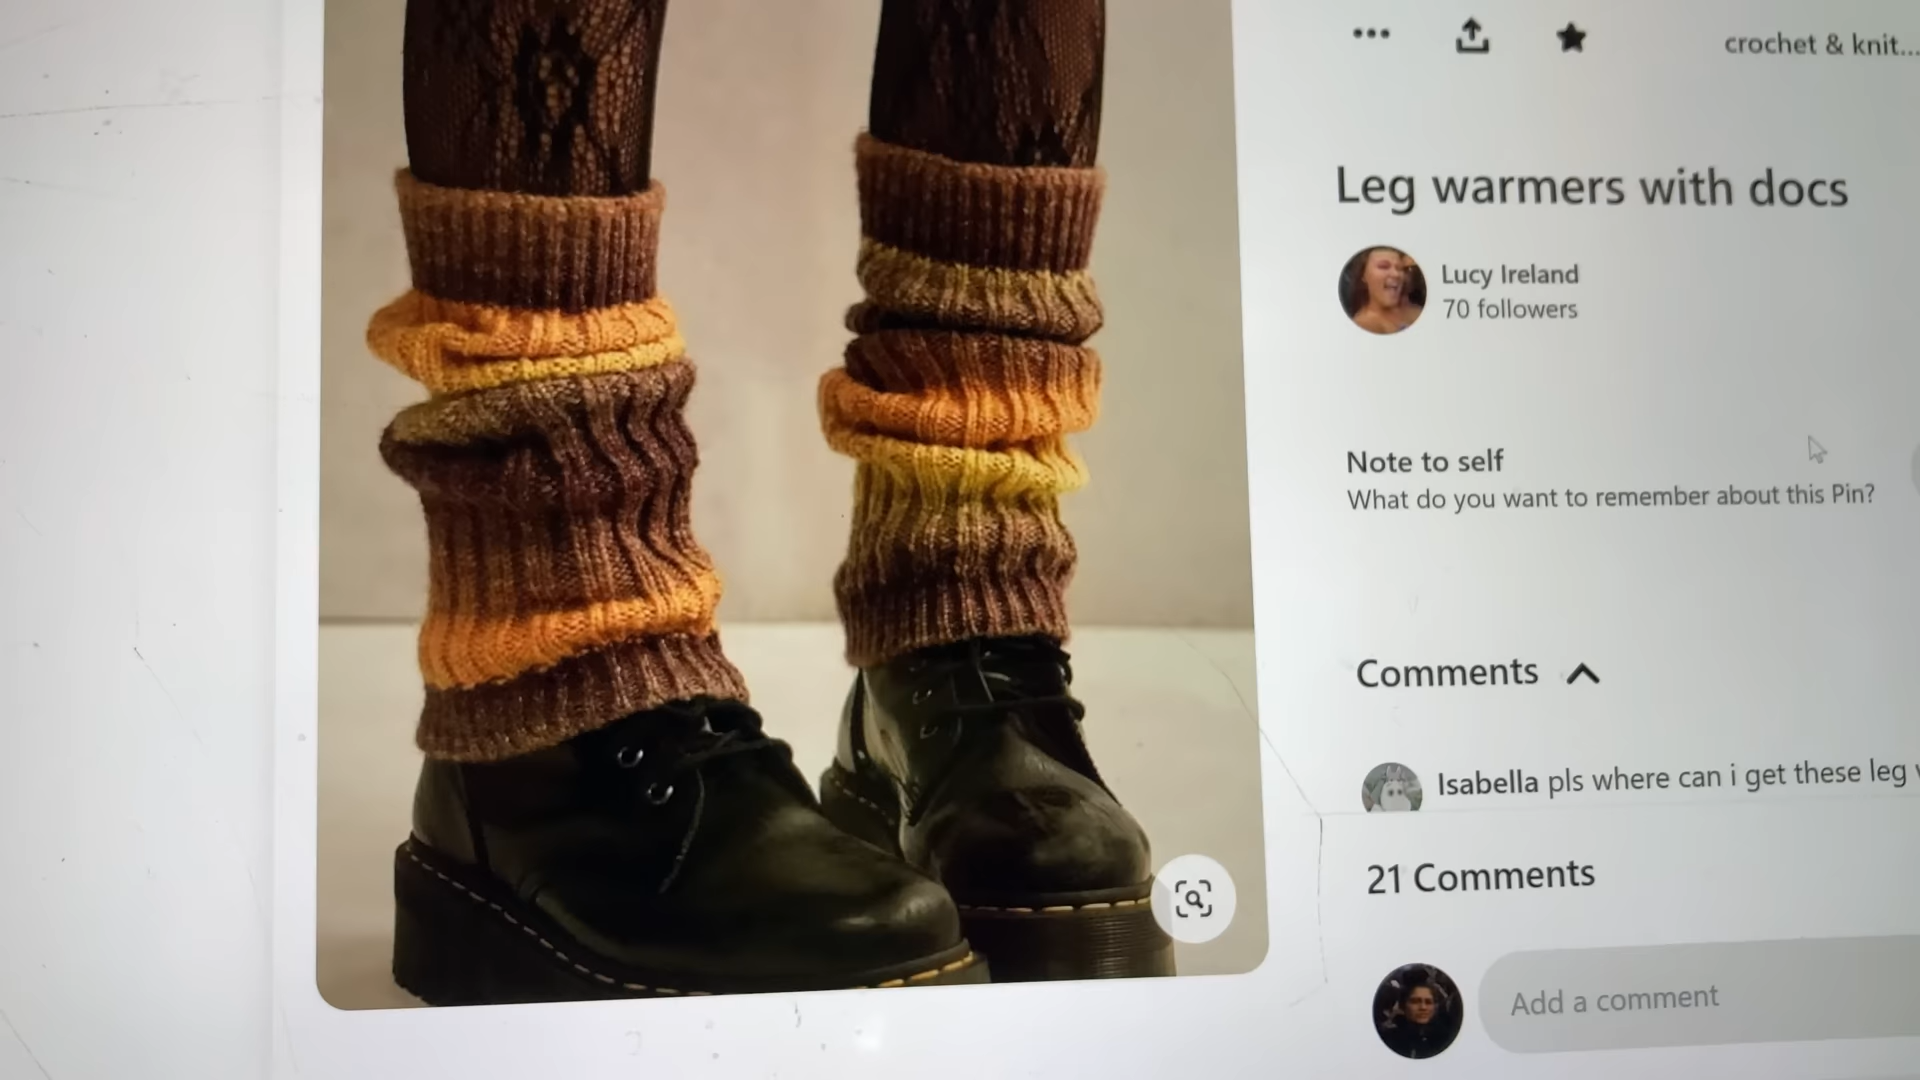 crochet & knit...
Leg warmers with docs
Lucy Ireland
70 followers
Note to self
What do you want to remember about this Pin?
Comments
Isabella pls where can i get these leg
21 Comments
Add a comment